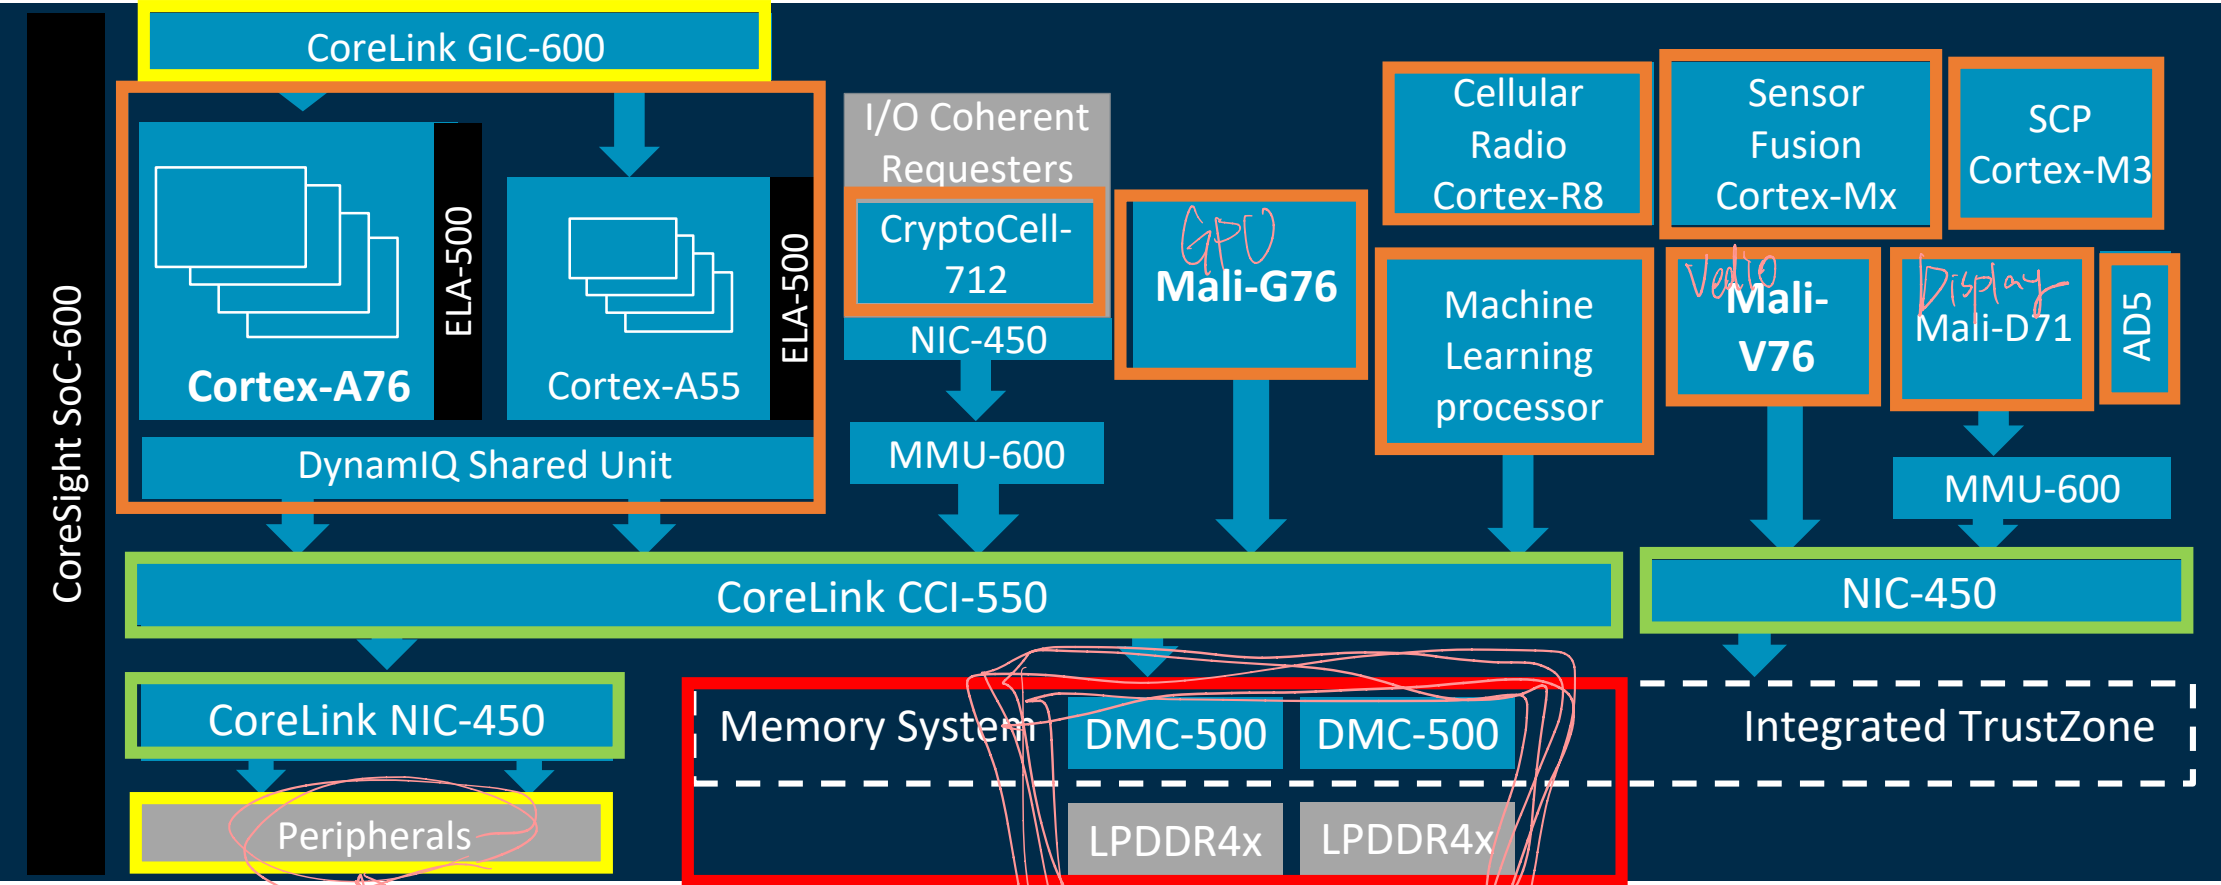 CoreSight SoC-600
CoreLink GIC-600
Cortex-A76
ELA-500
Cortex-A55
ELA-500
DynamIQ Shared Unit
I/O Coherent
Requesters
CryptoCell-
712
NIC-450
MMU-600
GPU
Mali-G76
Cellular
Radio
Cortex-R8
Machine
Learning
processor
Sensor
Fusion
Cortex-Mx
Vedio
Mali-
V76
SCP
Cortex-M3
Display
Mali-D71
AD5
MMU-600
CoreLink CCI-550
NIC-450
CoreLink NIC-450
Peripherals
Memory System
DMC-500
DMC-500
Integrated TrustZone
LPDDR4x
LPDDR4x